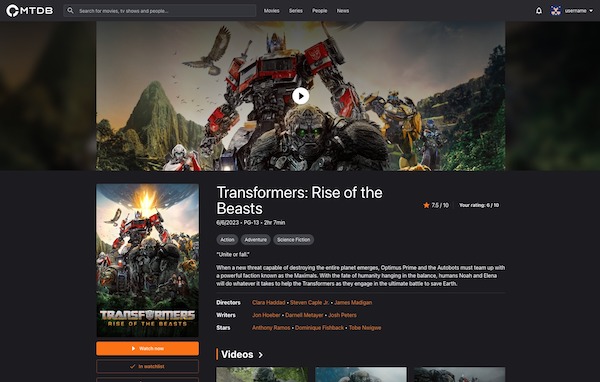 MTDB
Search for movies, tv shows and people...
Movies
Series
People
News
username
Transformers: Rise of the
Beasts
6/6/2023 • PG-13 • 2hr 7min
7.5 / 10
Your rating: 0 / 10
Action
Adventure
Science Fiction
"Unite or fall."
When a new threat capable of destroying the entire planet emerges, Optimus Prime and the Autobots must team up with
a powerful faction known as the Maximals. With the fate of humanity hanging in the balance, humans Noah and Elena
will do whatever it takes to help the Transformers as they engage in the ultimate battle to save Earth.
Directors Clara Haddad • Steven Caple Jr. • James Madigan
Writers Jon Hoeber • Darnell Metayer • Josh Peters
Stars Anthony Ramos • Dominique Fishback • Tobe Nwigwe
TRANSFORMERS
RISE OF THE BEASTS
Watch now
In watchlist
Videos